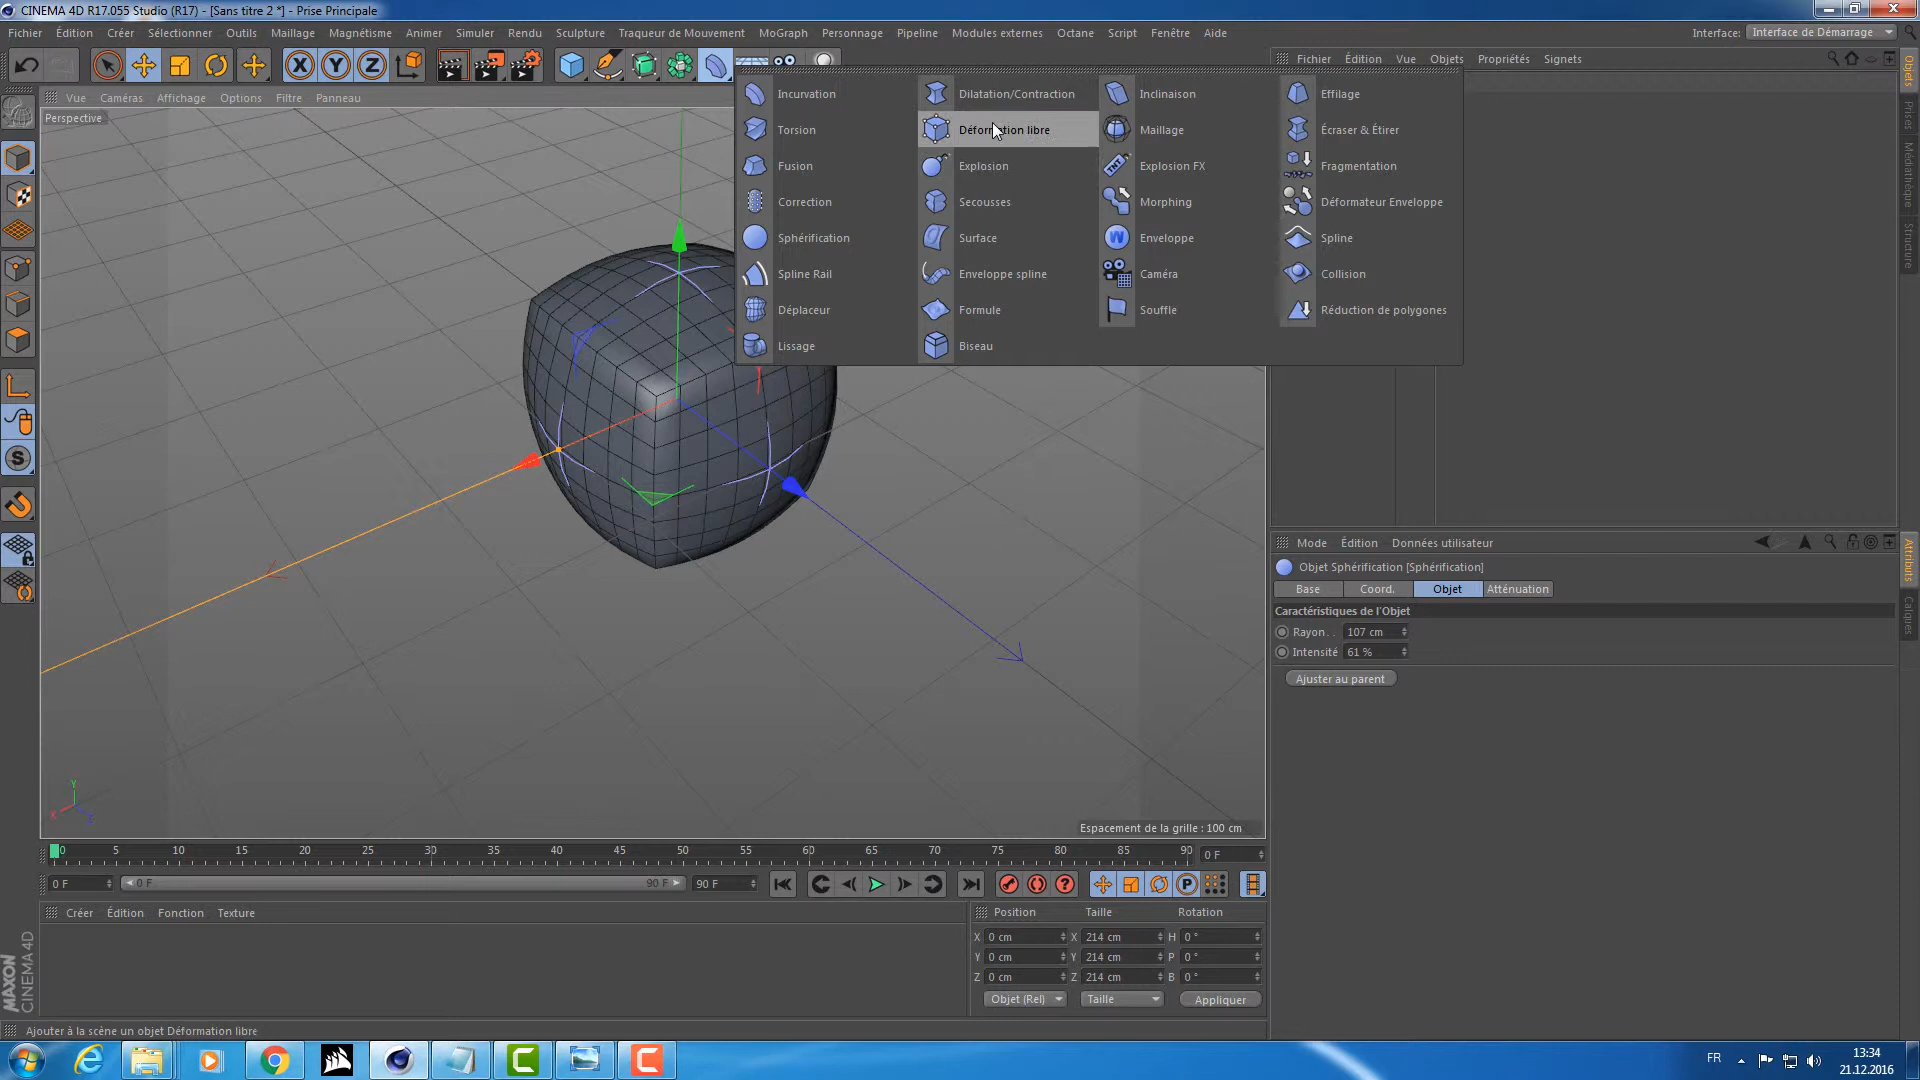 CINEMA 4D R17.055 Studio (R17) - [Sans titre 2 *] - Prise Principale
Fichier Édition Créer Sélectionner Outils Maillage Magnétisme Animer Simuler Rendu Sculpture Traqueur de Mouvement MoGraph Personnage Pipeline Modules externes Octane Script Fenêtre Aide Interface: Interface de Démarrage
X Y Z
Fichier Édition Vue Objets Propriétés Signets
Vue Caméras Affichage Options Filtre Panneau
Perspective
Incurvation Dilatation/Contraction Inclinaison Effilage
Torsion Déformation libre Maillage Écraser & Étirer
Fusion Explosion Explosion FX Fragmentation
Correction Secousses Morphing Déformateur Enveloppe
Sphérification Surface Enveloppe Spline
Spline Rail Enveloppe spline Caméra Collision
Déplaceur Formule Souffle Réduction de polygones
Lissage Biseau
Objets
Médiathèque
Structure
Mode Édition Données utilisateur
Objet Sphérification [Sphérification]
Base Coord. Objet Atténuation
Caractéristiques de l'Objet
Rayon . . 107 cm
Intensité 61 %
Ajuster au parent
Attributs
Calques
Y
X
Z
Espacement de la grille : 100 cm
0 5 10 15 20 25 30 35 40 45 50 55 60 65 70 75 80 85 90 0 F
0 F 0 F 90 F 90 F
P
Créer Édition Fonction Texture
Position Taille Rotation
X 0 cm X 214 cm H 0 °
Y 0 cm Y 214 cm P 0 °
Z 0 cm Z 214 cm B 0 °
Objet (Rel) Taille Appliquer
MAXON
CINEMA 4D
Ajouter à la scène un objet Déformation libre
FR 13:34
21.12.2016